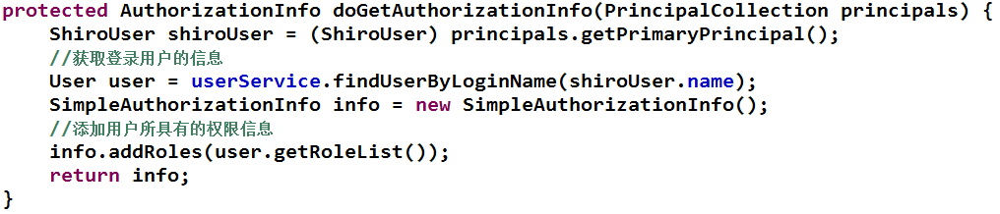 protected AuthorizationInfo doGetAuthorizationInfo(PrincipalCollection principals) {
    ShiroUser shiroUser = (ShiroUser) principals.getPrimaryPrincipal();
    //获取登录用户的信息
    User user = userService.findUserByLoginName(shiroUser.name);
    SimpleAuthorizationInfo info = new SimpleAuthorizationInfo();
    //添加用户所具有的权限信息
    info.addRoles(user.getRoleList());
    return info;
}